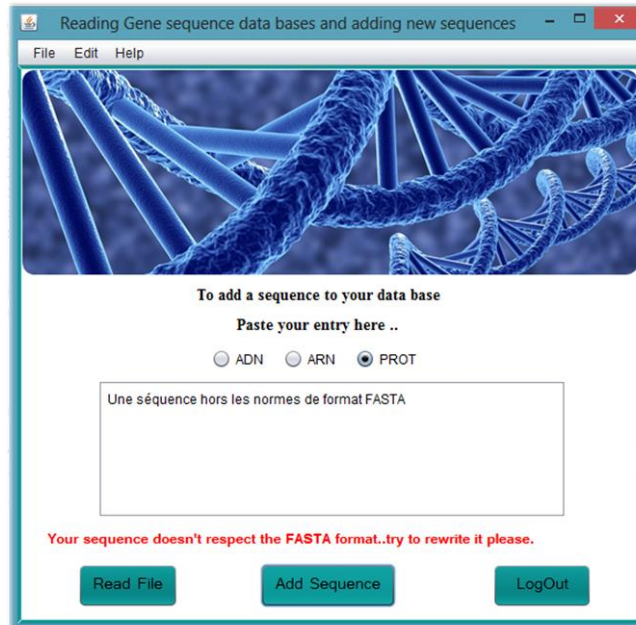 Reading Gene sequence data bases and adding new sequences
File Edit Help
To add a sequence to your data base
Paste your entry here ..
ADN ARN PROT
Une séquence hors les normes de format FASTA
Your sequence doesn't respect the FASTA format..try to rewrite it please.
Read File Add Sequence LogOut